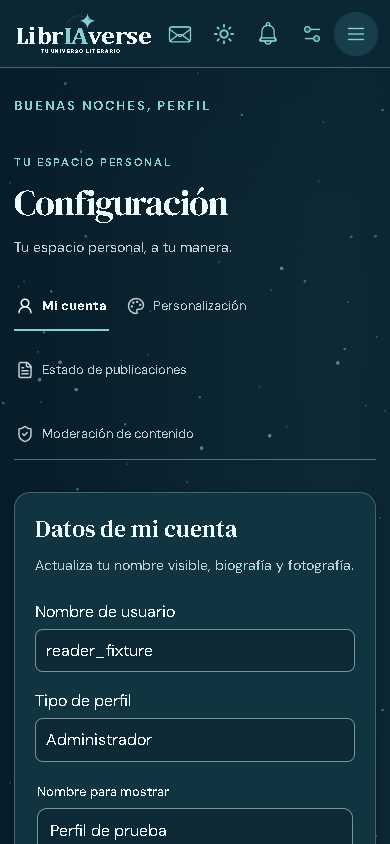 LibrIAverse
TU UNIVERSO LITERARIO
BUENAS NOCHES, PERFIL
TU ESPACIO PERSONAL
Configuración
Tu espacio personal, a tu manera.
Mi cuenta
Personalización
Estado de publicaciones
Moderación de contenido
Datos de mi cuenta
Actualiza tu nombre visible, biografía y fotografía.
Nombre de usuario
reader_fixture
Tipo de perfil
Administrador
Nombre para mostrar
Perfil de prueba